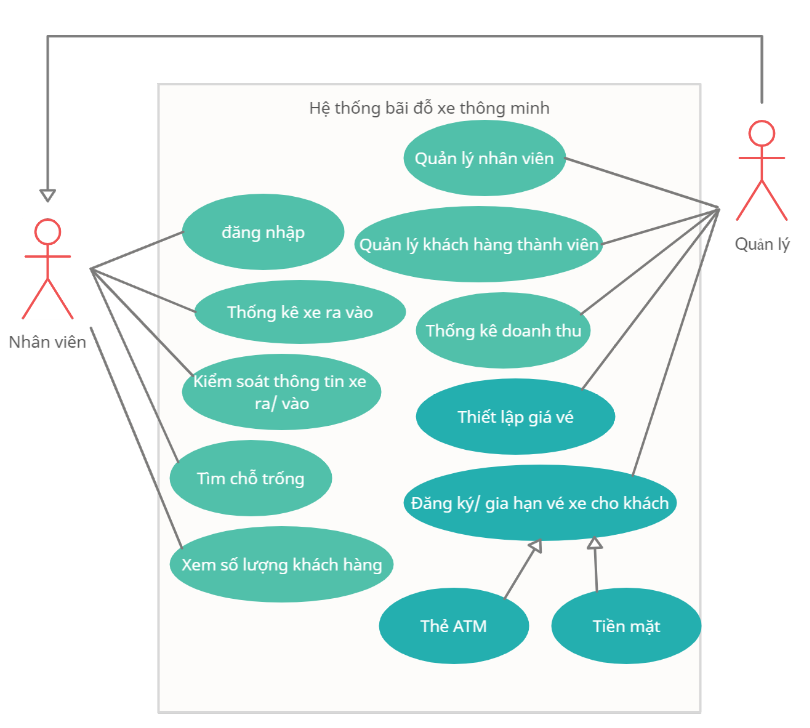 Hệ thống bãi đỗ xe thông minh
Quản lý nhân viên
đăng nhập
Quản lý khách hàng thành viên
Quản lý
Thống kê xe ra vào
Thống kê doanh thu
Nhân viên
Kiểm soát thông tin xe
ra/ vào
Thiết lập giá vé
Tìm chỗ trống
Đăng ký/ gia hạn vé xe cho khách
Xem số lượng khách hàng
Thẻ ATM
Tiền mặt